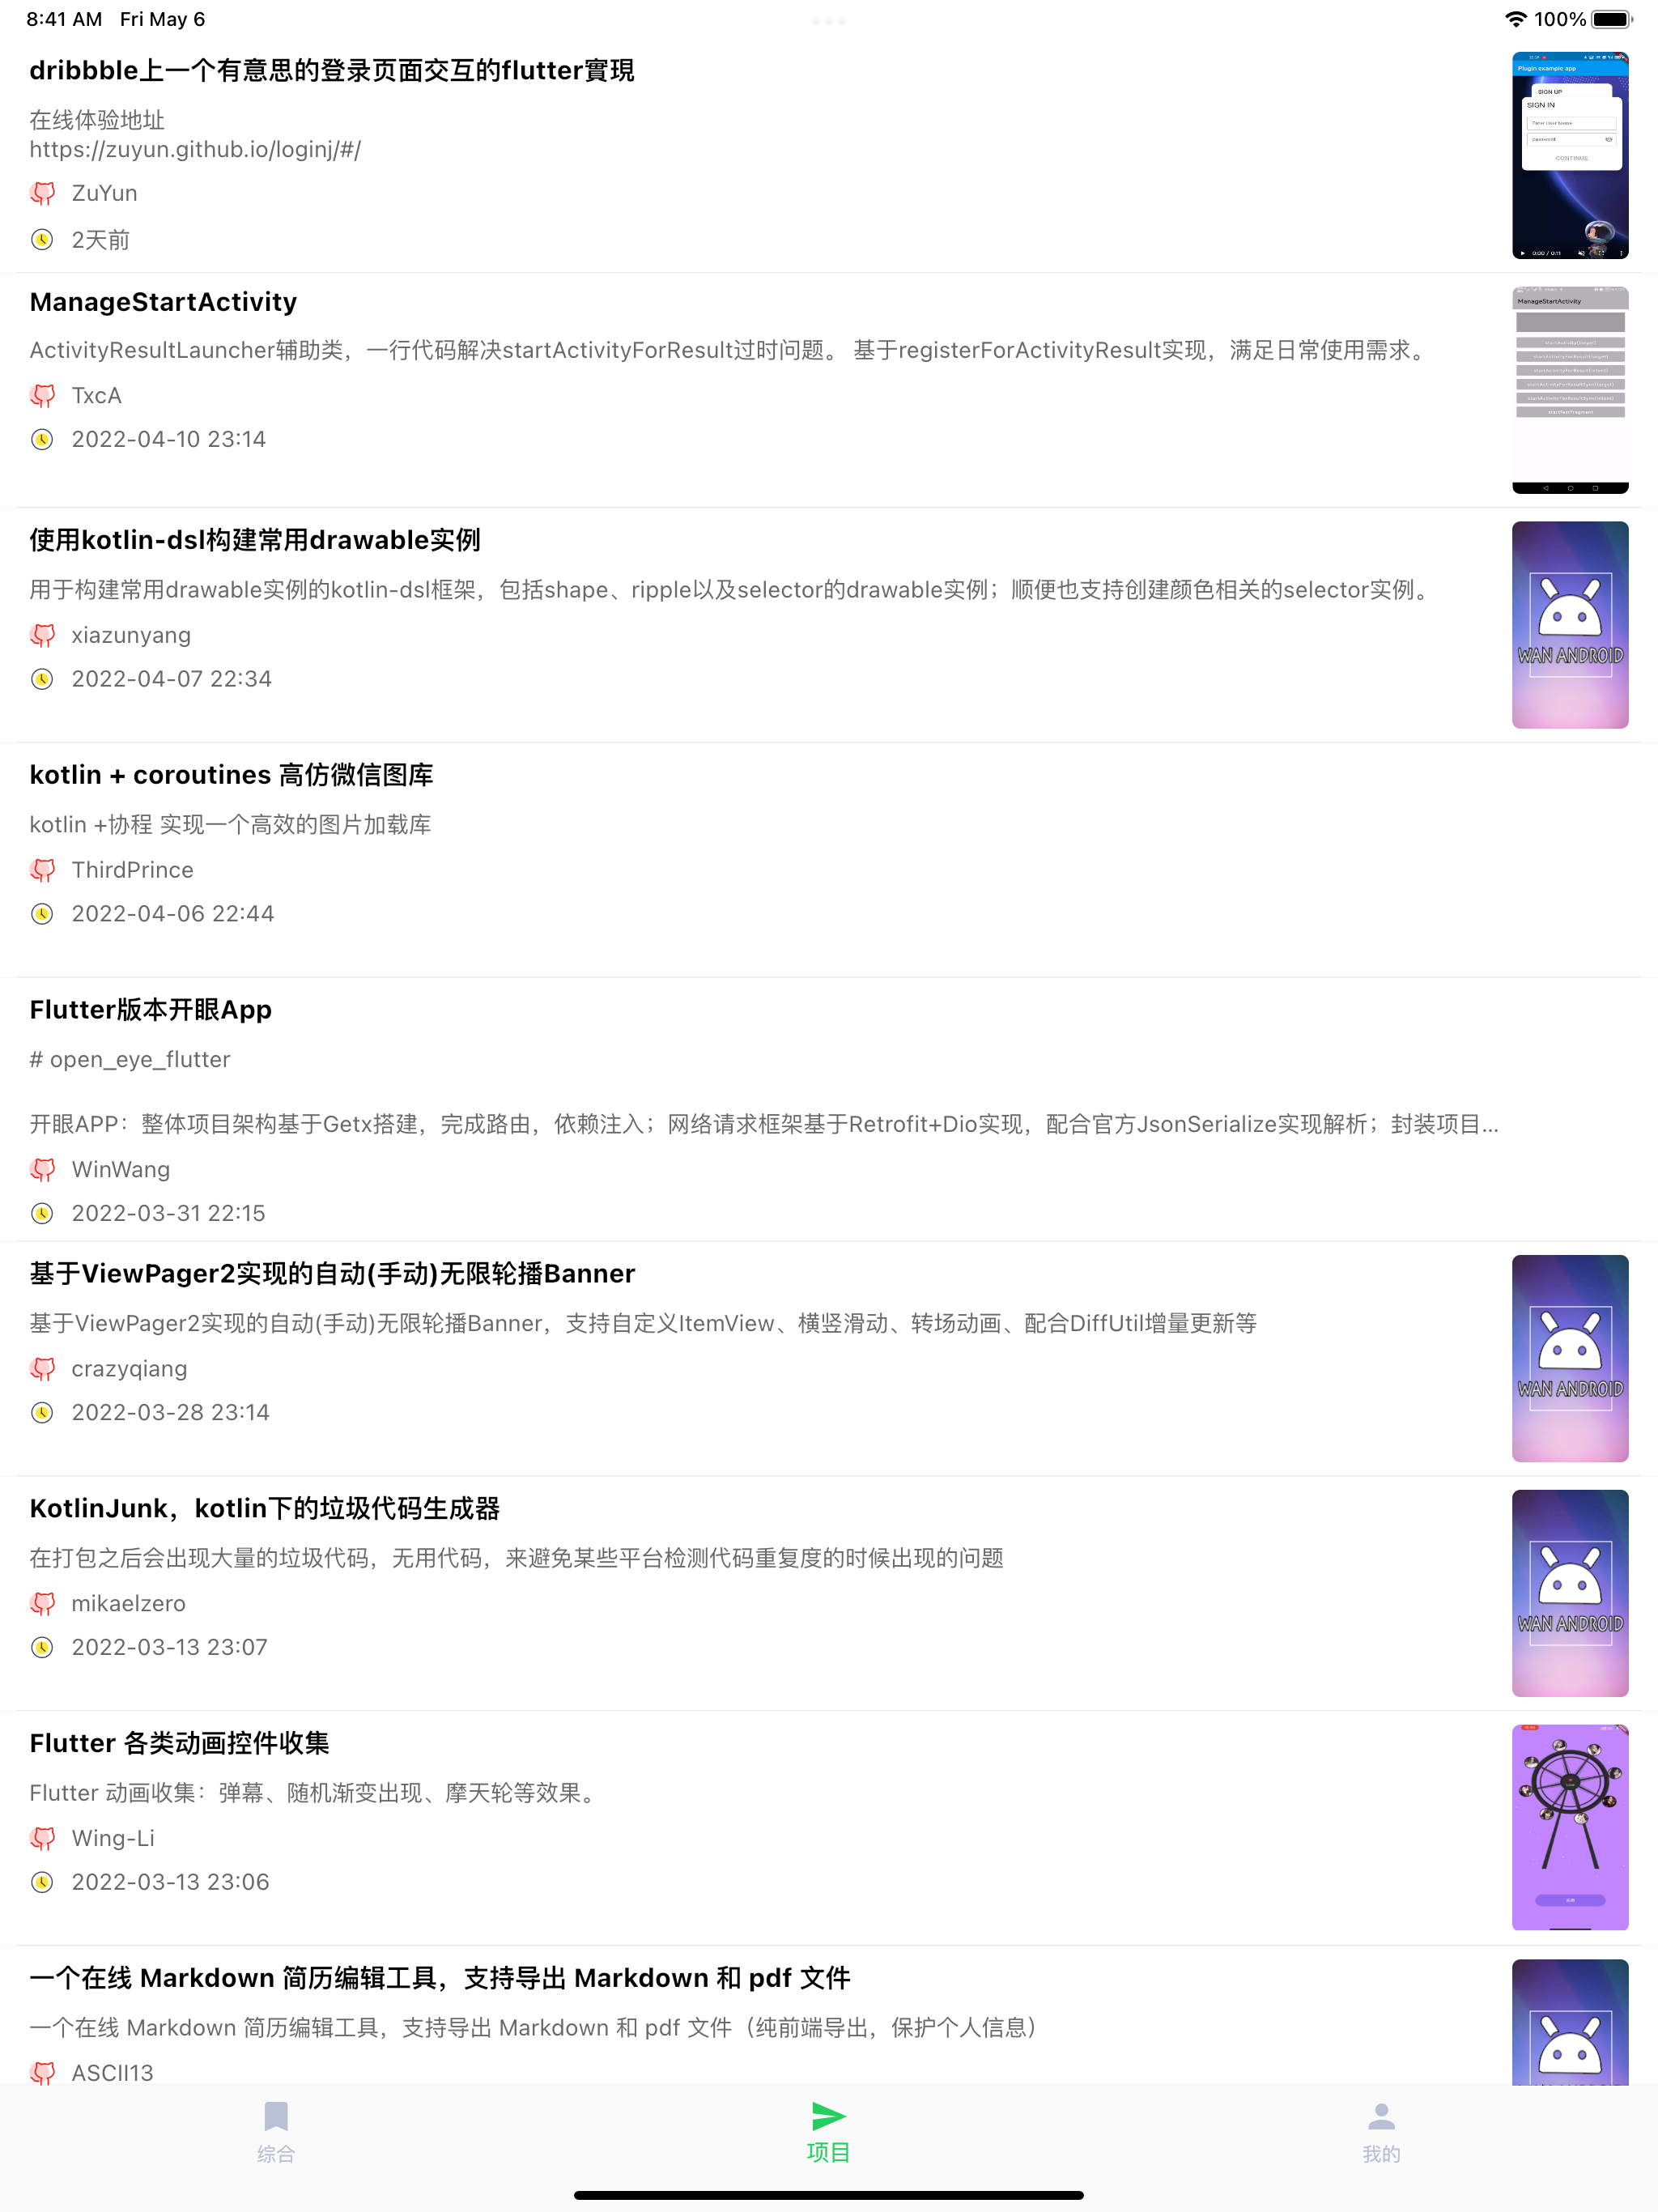 8:41 AM Fri May 6
100%
dribbble上一个有意思的登录页面交互的flutter實現
在线体验地址
https://zuyun.github.io/loginj/#/
ZuYun
2天前
Plugin example app
SIGN UP
SIGN IN
Enter User Name
password
CONTINUE
0:00 / 0:11
ManageStartActivity
ActivityResultLauncher辅助类，一行代码解决startActivityForResult过时问题。 基于registerForActivityResult实现，满足日常使用需求。
TxcA
2022-04-10 23:14
ManageStartActivity
使用kotlin-dsl构建常用drawable实例
用于构建常用drawable实例的kotlin-dsl框架，包括shape、ripple以及selector的drawable实例；顺便也支持创建颜色相关的selector实例。
xiazunyang
2022-04-07 22:34
WAN ANDROID
kotlin + coroutines 高仿微信图库
kotlin +协程 实现一个高效的图片加载库
ThirdPrince
2022-04-06 22:44
Flutter版本开眼App
# open_eye_flutter
开眼APP：整体项目架构基于Getx搭建，完成路由，依赖注入；网络请求框架基于Retrofit+Dio实现，配合官方JsonSerialize实现解析；封装项目...
WinWang
2022-03-31 22:15
基于ViewPager2实现的自动(手动)无限轮播Banner
基于ViewPager2实现的自动(手动)无限轮播Banner，支持自定义ItemView、横竖滑动、转场动画、配合DiffUtil增量更新等
crazyqiang
2022-03-28 23:14
WAN ANDROID
KotlinJunk，kotlin下的垃圾代码生成器
在打包之后会出现大量的垃圾代码，无用代码，来避免某些平台检测代码重复度的时候出现的问题
mikaelzero
2022-03-13 23:07
WAN ANDROID
Flutter 各类动画控件收集
Flutter 动画收集：弹幕、随机渐变出现、摩天轮等效果。
Wing-Li
2022-03-13 23:06
一个在线 Markdown 简历编辑工具，支持导出 Markdown 和 pdf 文件
一个在线 Markdown 简历编辑工具，支持导出 Markdown 和 pdf 文件（纯前端导出，保护个人信息）
ASCII13
综合
项目
我的